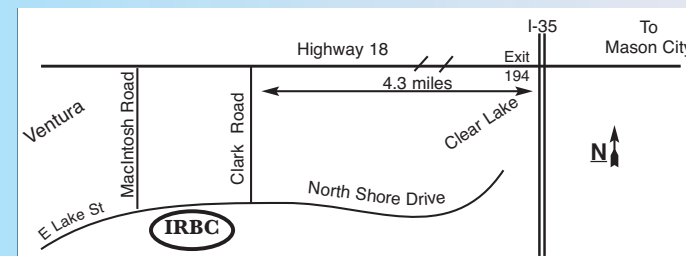 I-35
To
Mason City
Highway 18
Exit
194
4.3 miles
Ventura
MacIntosh Road
Clark Road
Clear Lake
N
North Shore Drive
E Lake St
IRBC